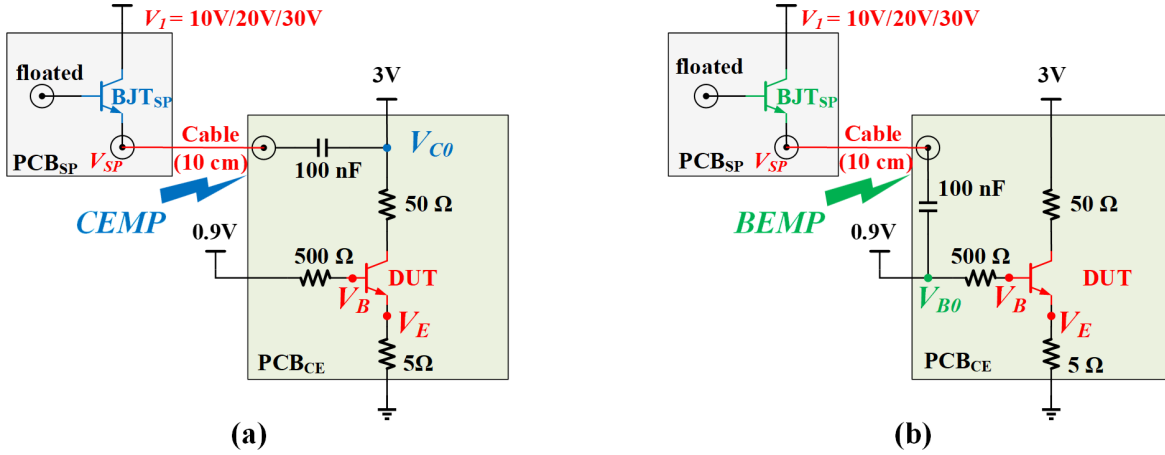 V1 = 10V/20V/30V
floated
BJTSP
3V
Cable
VC0
PCBSP
VSP
(10 cm)
100 nF
CEMP
50 Ω
0.9V
500 Ω
DUT
VB
VE
PCBCE
5Ω
(a)
V1 = 10V/20V/30V
floated
BJTSP
3V
Cable
PCBSP
VSP
(10 cm)
100 nF
BEMP
50 Ω
0.9V
500 Ω
DUT
VB0
VB
VE
PCBCE
5 Ω
(b)